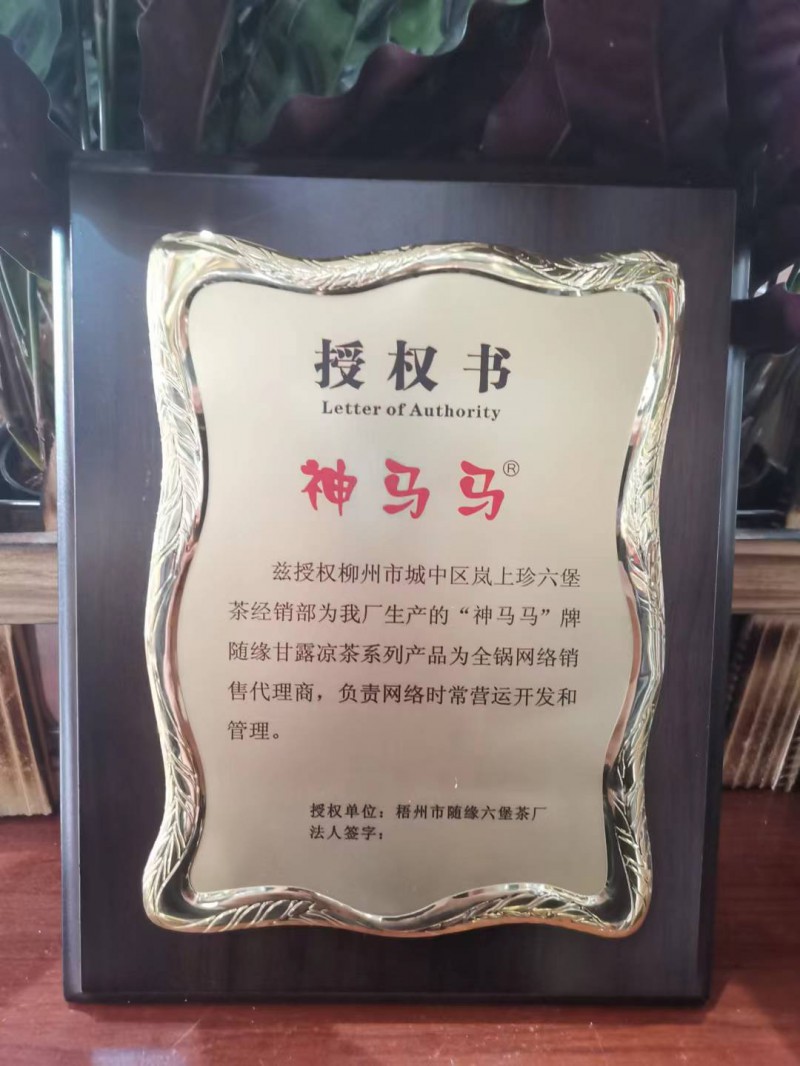 授权书
Letter of Authority
神马马®
兹授权柳州市城中区岚上珍六堡
茶经销部为我厂生产的“神马马”牌
随缘甘露凉茶系列产品为全锅网络销
售代理商，负责网络时常营运开发和
管理。
授权单位：梧州市随缘六堡茶厂
法人签字：